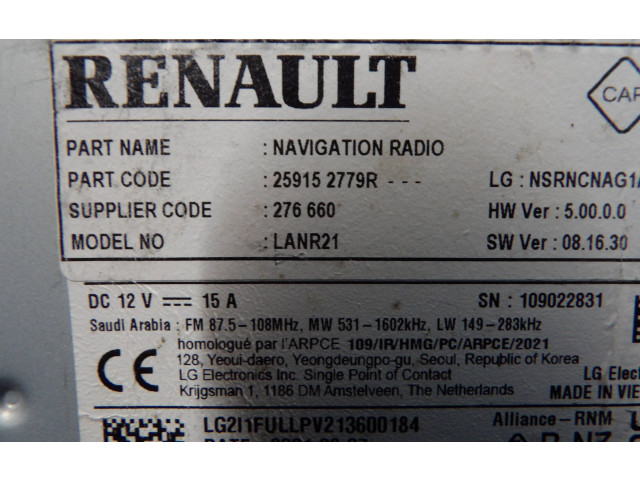 RENAULT
CAR
PART NAME : NAVIGATION RADIO
PART CODE : 25915 2779R - - - LG : NSRNCNAG1
SUPPLIER CODE : 276 660 HW Ver : 5.00.0.0
MODEL NO : LANR21 SW Ver : 08.16.30
DC 12 V 15 A SN : 109022831
Saudi Arabia : FM 87.5-108MHz, MW 531-1602kHz, LW 149-283kHz
homologué par l'ARPCE 109/IR/HMG/PC/ARPCE/2021
CE 128, Yeoui-daero, Yeongdeungpo-gu, Seoul, Republic of Korea
LG Electronics Inc. Single Point of Contact LG Elect
Krijgsman 1, 1186 DM Amstelveen, The Netherlands MADE IN VIE
LG2I1FULLPV213600184 Alliance-RNM